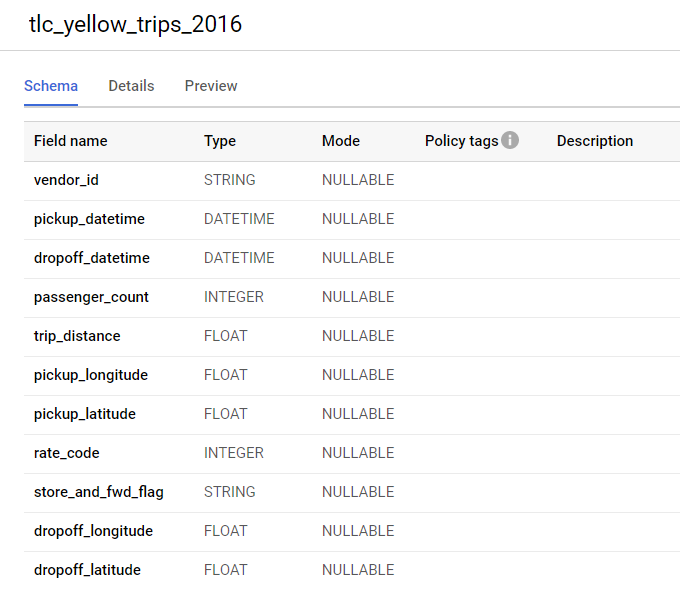 tlc_yellow_trips_2016
Schema Details Preview
Field name Type Mode Policy tags i Description
vendor_id STRING NULLABLE
pickup_datetime DATETIME NULLABLE
dropoff_datetime DATETIME NULLABLE
passenger_count INTEGER NULLABLE
trip_distance FLOAT NULLABLE
pickup_longitude FLOAT NULLABLE
pickup_latitude FLOAT NULLABLE
rate_code INTEGER NULLABLE
store_and_fwd_flag STRING NULLABLE
dropoff_longitude FLOAT NULLABLE
dropoff_latitude FLOAT NULLABLE